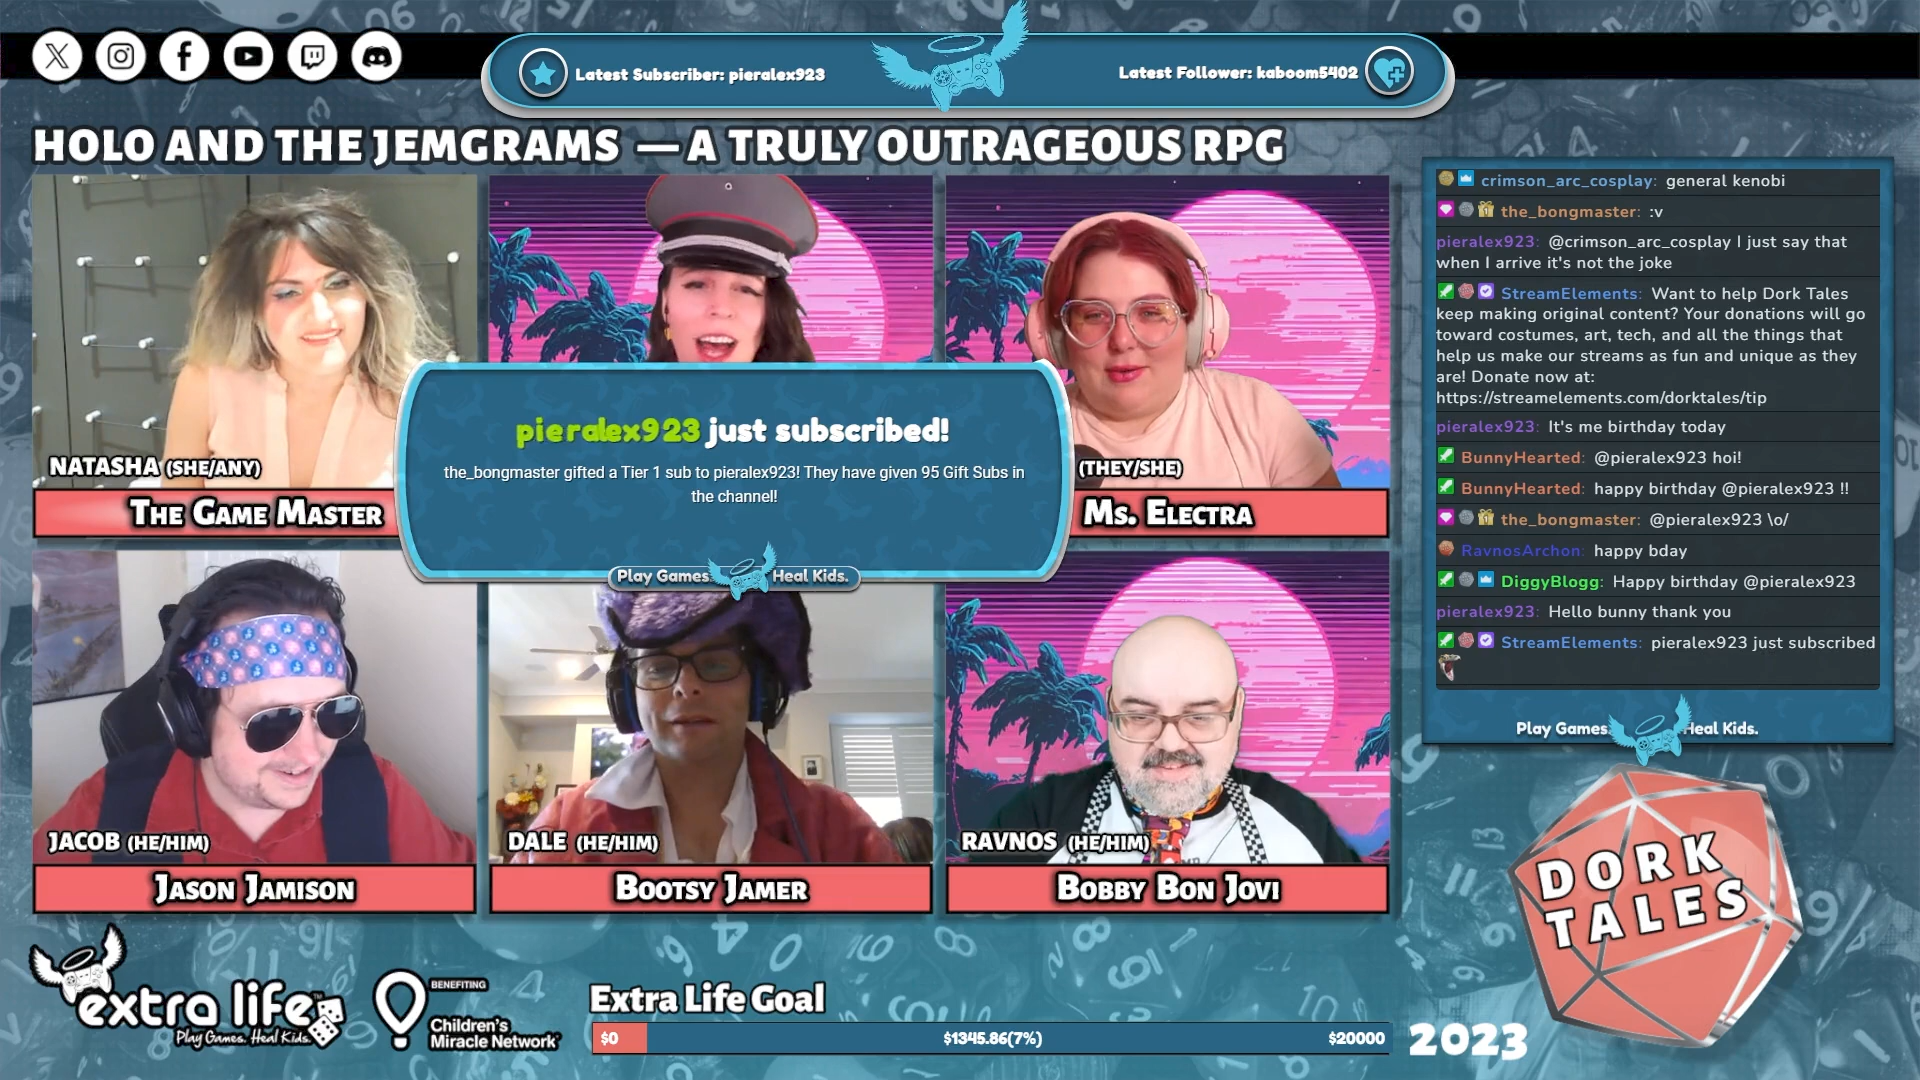 Latest Subscriber: pieralex923
Latest Follower: kaboom5402
HOLO AND THE JEMGRAMS — A TRULY OUTRAGEOUS RPG
NATASHA (SHE/ANY)
THE GAME MASTER
(THEY/SHE)
MS. ELECTRA
pieralex923 just subscribed!
the_bongmaster gifted a Tier 1 sub to pieralex923! They have given 95 Gift Subs in
the channel!
Play Games. Heal Kids.
JACOB (HE/HIM)
JASON JAMISON
DALE (HE/HIM)
BOOTSY JAMER
RAVNOS (HE/HIM)
BOBBY BON JOVI
crimson_arc_cosplay: general kenobi
the_bongmaster: :v
pieralex923: @crimson_arc_cosplay I just say that
when I arrive it's not the joke
StreamElements: Want to help Dork Tales
keep making original content? Your donations will go
toward costumes, art, tech, and all the things that
help us make our streams as fun and unique as they
are! Donate now at:
https://streamelements.com/dorktales/tip
pieralex923: It's me birthday today
BunnyHearted: @pieralex923 hoi!
BunnyHearted: happy birthday @pieralex923 !!
the_bongmaster: @pieralex923 \o/
RavnosArchon: happy bday
DiggyBlogg: Happy birthday @pieralex923
pieralex923: Hello bunny thank you
StreamElements: pieralex923 just subscribed
Play Games. Heal Kids.
DORK
TALES
extra life
Play Games. Heal Kids.
BENEFITING
Children's
Miracle Network
Extra Life Goal
$0
$1345.86(7%)
$20000
2023